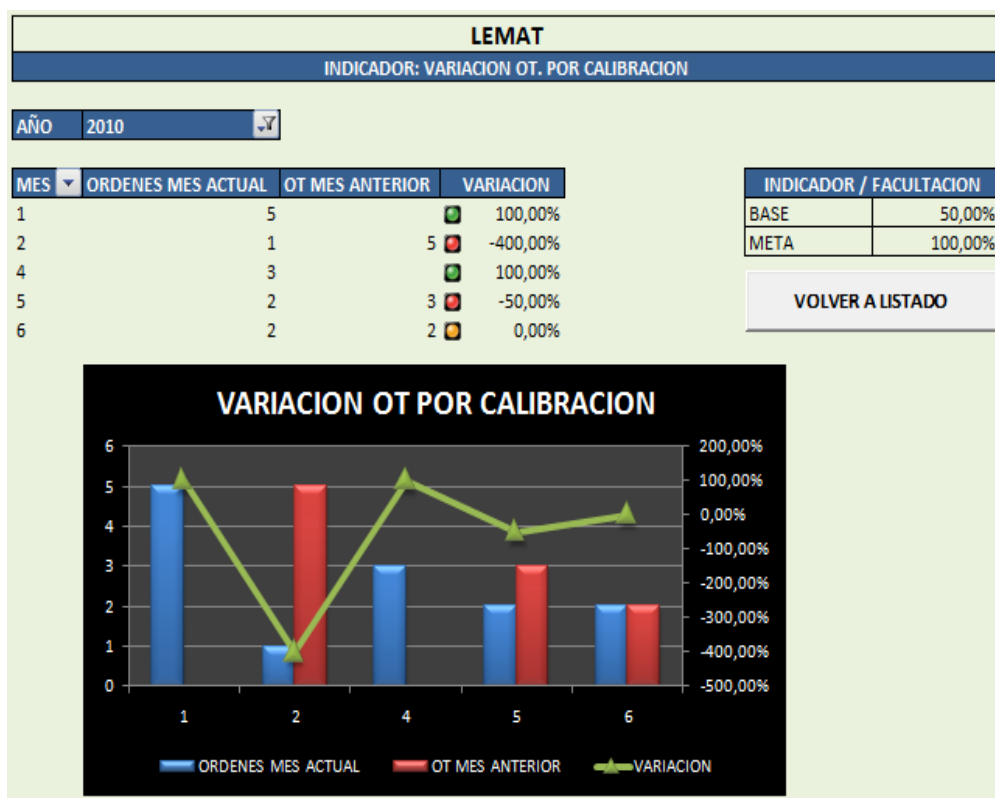 LEMAT
INDICADOR: VARIACION OT. POR CALIBRACION
AÑO 2010
MES ORDENES MES ACTUAL OT MES ANTERIOR VARIACION
1 5 100,00%
2 1 5 -400,00%
4 3 100,00%
5 2 3 -50,00%
6 2 2 0,00%
INDICADOR / FACULTACION
BASE 50,00%
META 100,00%
VOLVER A LISTADO
VARIACION OT POR CALIBRACION
6 200,00%
5 100,00%
4 0,00%
3 -100,00%
2 -200,00%
1 -300,00%
0 -400,00%
-500,00%
1 2 4 5 6
ORDENES MES ACTUAL OT MES ANTERIOR VARIACION